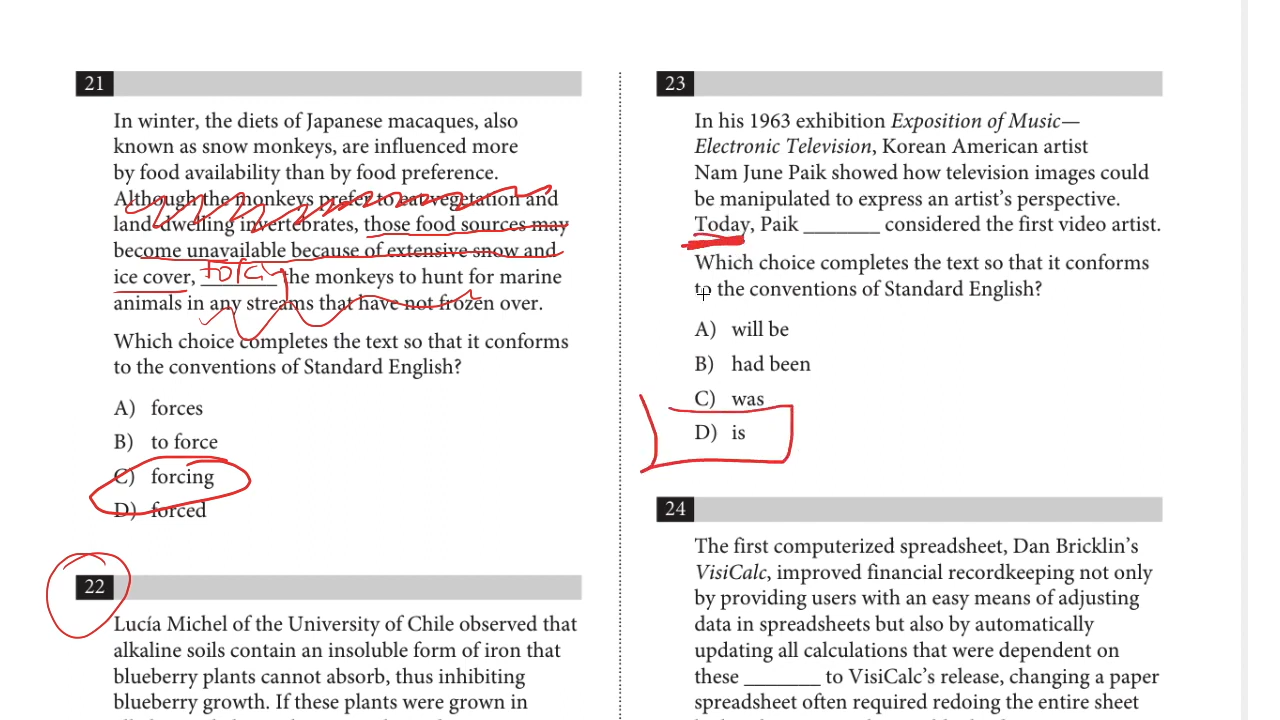 21
In winter, the diets of Japanese macaques, also
known as snow monkeys, are influenced more
by food availability than by food preference.
Although the monkeys prefer to eat vegetation and
land-dwelling invertebrates, those food sources may
become unavailable because of extensive snow and
ice cover, _______ the monkeys to hunt for marine
animals in any streams that have not frozen over.
Which choice completes the text so that it conforms
to the conventions of Standard English?
A) forces
B) to force
C) forcing
D) forced
22
Lucía Michel of the University of Chile observed that
alkaline soils contain an insoluble form of iron that
blueberry plants cannot absorb, thus inhibiting
blueberry growth. If these plants were grown in
23
In his 1963 exhibition Exposition of Music—
Electronic Television, Korean American artist
Nam June Paik showed how television images could
be manipulated to express an artist's perspective.
Today, Paik _______ considered the first video artist.
Which choice completes the text so that it conforms
to the conventions of Standard English?
A) will be
B) had been
C) was
D) is
24
The first computerized spreadsheet, Dan Bricklin's
VisiCalc, improved financial recordkeeping not only
by providing users with an easy means of adjusting
data in spreadsheets but also by automatically
updating all calculations that were dependent on
these _______ to VisiCalc's release, changing a paper
spreadsheet often required redoing the entire sheet